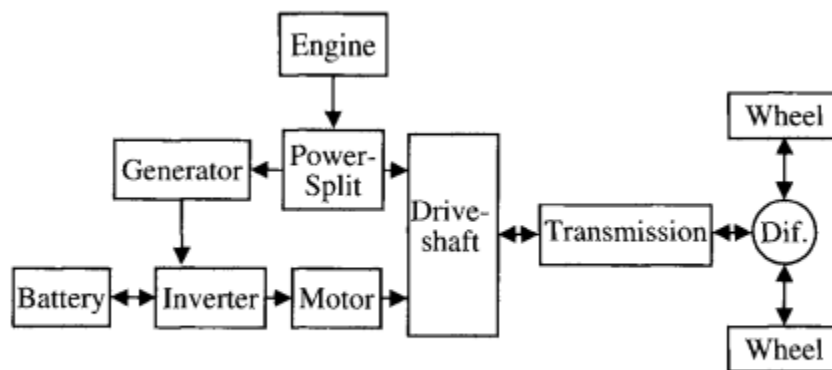 Engine
Wheel
Generator
Power-
Split
Drive-
shaft
Transmission
Dif.
Battery
Inverter
Motor
Wheel